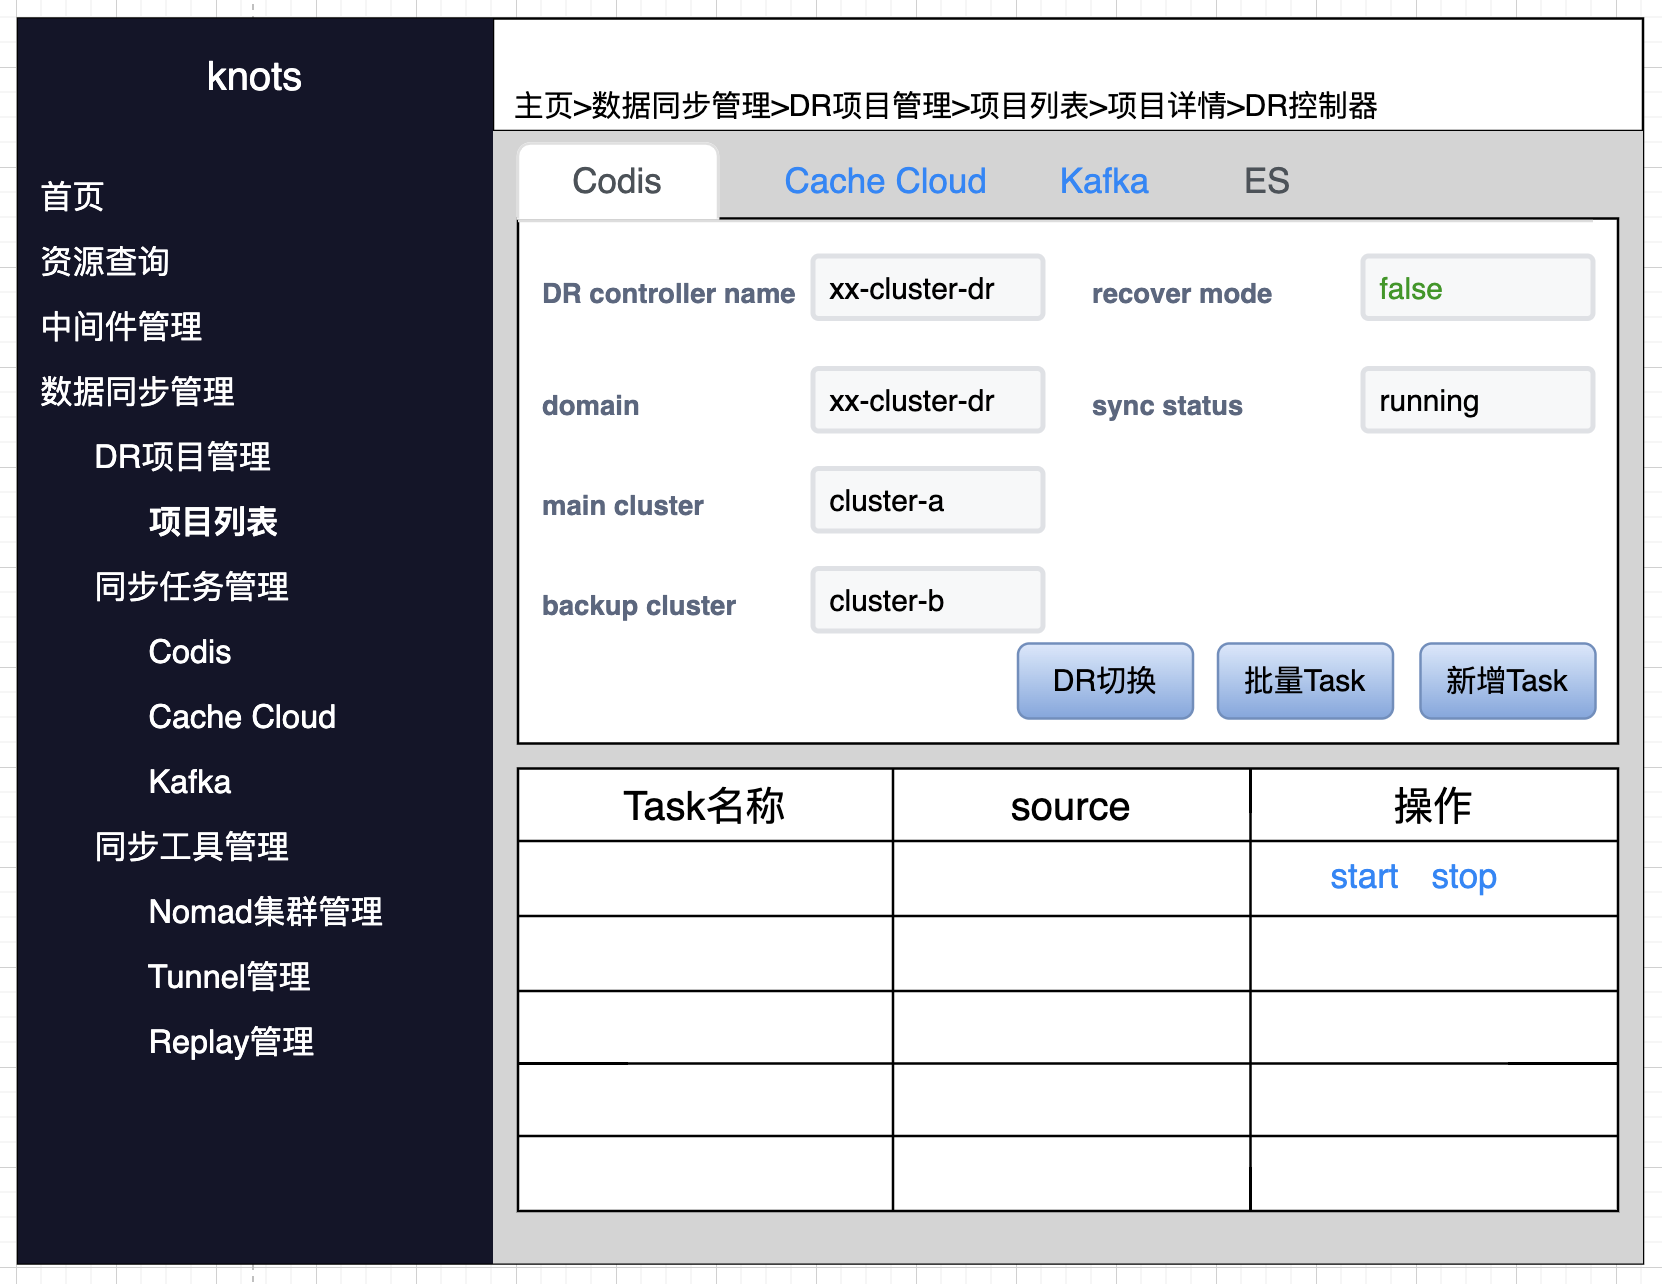 knots
首页
资源查询
中间件管理
数据同步管理
DR项目管理
项目列表
同步任务管理
Codis
Cache Cloud
Kafka
同步工具管理
Nomad集群管理
Tunnel管理
Replay管理
主页>数据同步管理>DR项目管理>项目列表>项目详情>DR控制器
Codis Cache Cloud Kafka ES
DR controller name xx-cluster-dr recover mode false
domain xx-cluster-dr sync status running
main cluster cluster-a
backup cluster cluster-b
DR切换 批量Task 新增Task
Task名称 source 操作
start stop